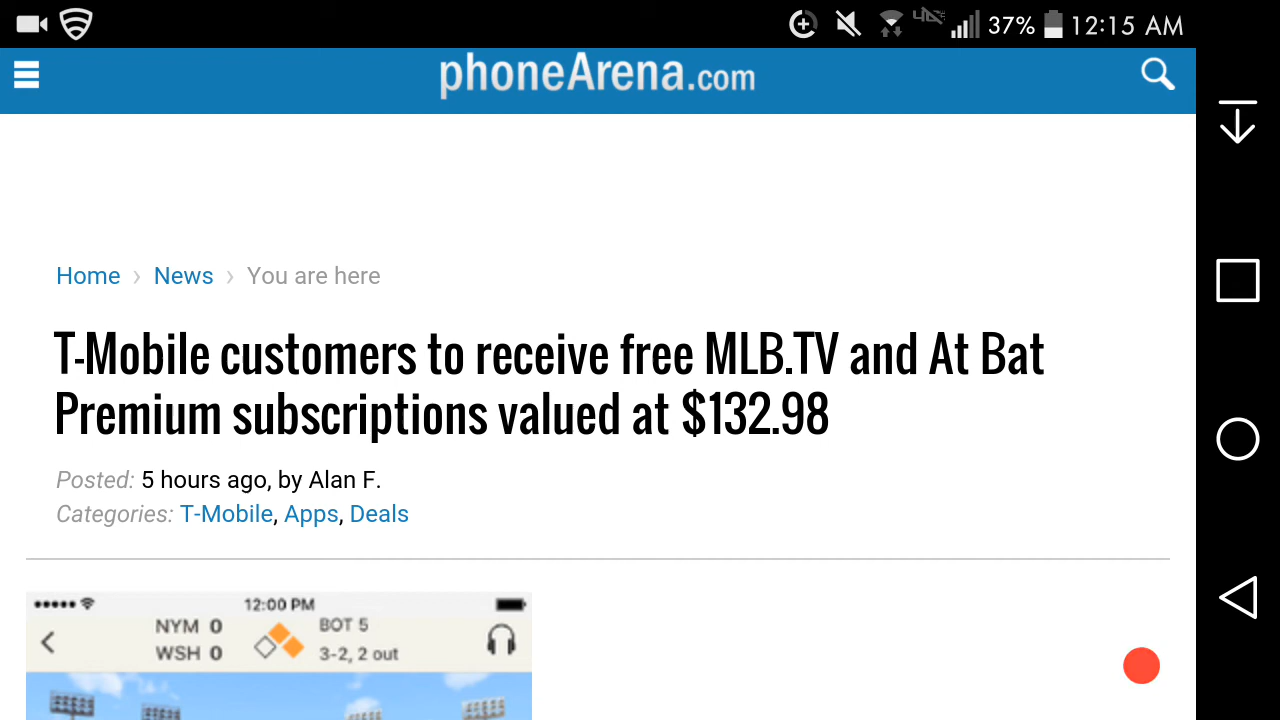 37% 12:15 AM
phoneArena.com
Home › News › You are here
T-Mobile customers to receive free MLB.TV and At Bat
Premium subscriptions valued at $132.98
Posted: 5 hours ago, by Alan F.
Categories: T-Mobile, Apps, Deals
12:00 PM
NYM 0
WSH 0
BOT 5
3-2, 2 out